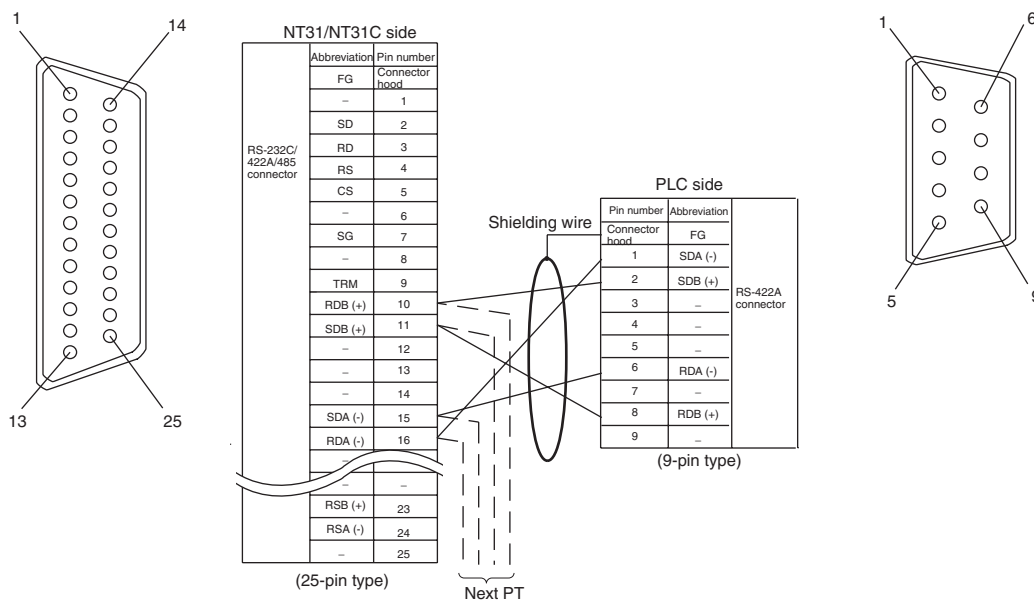 1
14
13
25
NT31/NT31C side
Abbreviation Pin number
FG Connector hood
– 1
SD 2
RD 3
RS 4
CS 5
– 6
SG 7
– 8
TRM 9
RDB (+) 10
SDB (+) 11
– 12
– 13
– 14
SDA (-) 15
RDA (-) 16
–
– –
RSB (+) 23
RSA (-) 24
– 25
RS-232C/
422A/485
connector
(25-pin type)
Next PT
Shielding wire
PLC side
Pin number Abbreviation
Connector hood FG
1 SDA (-)
2 SDB (+)
3 –
4 –
5 –
6 RDA (-)
7 –
8 RDB (+)
9 –
RS-422A
connector
(9-pin type)
1
6
5
9